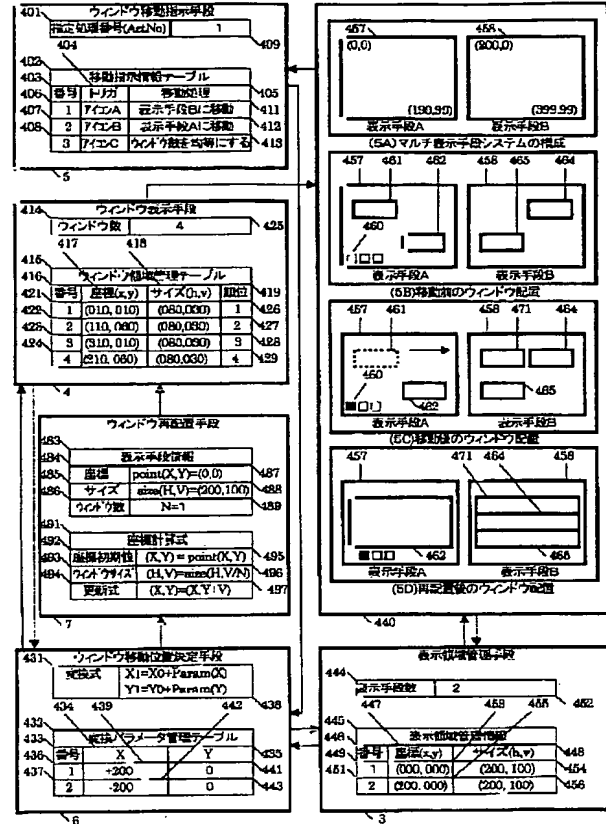 401
ウィンドウ移動指示手段
指定処理番号(Act.No) 1
404
409
402
403
移動指示情報テーブル
406 番号 トリガ 移動処理 405
407 1 アイコンA 表示手段Bに移動 411
408 2 アイコンB 表示手段Aに移動 412
3 アイコンC ウィンドウ数を均等にする 413
5
414
ウィンドウ表示手段
ウィンドウ数 4 425
417 418
415
416
ウィンドウ領域管理テーブル
421 番号 座標(x,y) サイズ(h,v) 順位 419
422 1 (010,010) (080,030) 1 426
423 2 (110,060) (080,030) 2 427
424 3 (310,010) (080,030) 3 428
4 (210,060) (080,030) 4 429
4
ウィンドウ再配置手段
483
484
表示手段情報
485 座標 point(X,Y)=(0,0) 487
486 サイズ size(H,V)=(200,100) 488
ウィンドウ数 N=1 489
491
492
座標計算式
493 座標初期値 (X,Y)=point(X,Y) 495
494 ウィンドウサイズ (H,V)=size(H,V/N) 496
更新式 (X,Y)=(X,Y+V) 497
7
431
ウィンドウ移動位置決定手段
変換式 X1=X0+Param(X)
Y1=Y0+Param(Y)
434 439 442 438
432
433
変換パラメータ管理テーブル
436 番号 X Y 435
437 1 +200 0 441
2 -200 0 443
6
457 458
(0,0) (200,0)
(199,99) (399,99)
表示手段A 表示手段B
(5A)マルチ表示手段システムの構成
457 461 462 458 465 464
460
表示手段A 表示手段B
(5B)移動前のウィンドウ配置
457 461 458 471
460
462 465
表示手段A 表示手段B
(5C)移動後のウィンドウ配置
457 471 464 458
462 465
表示手段A 表示手段B
(5D)再配置後のウィンドウ配置
440
表示領域管理手段
444
表示手段数 2
447 453 455 452
445
446
表示領域管理情報
449 番号 座標(x,y) サイズ(h,v) 448
451 1 (000,000) (200,100) 454
2 (200,000) (200,100) 456
3